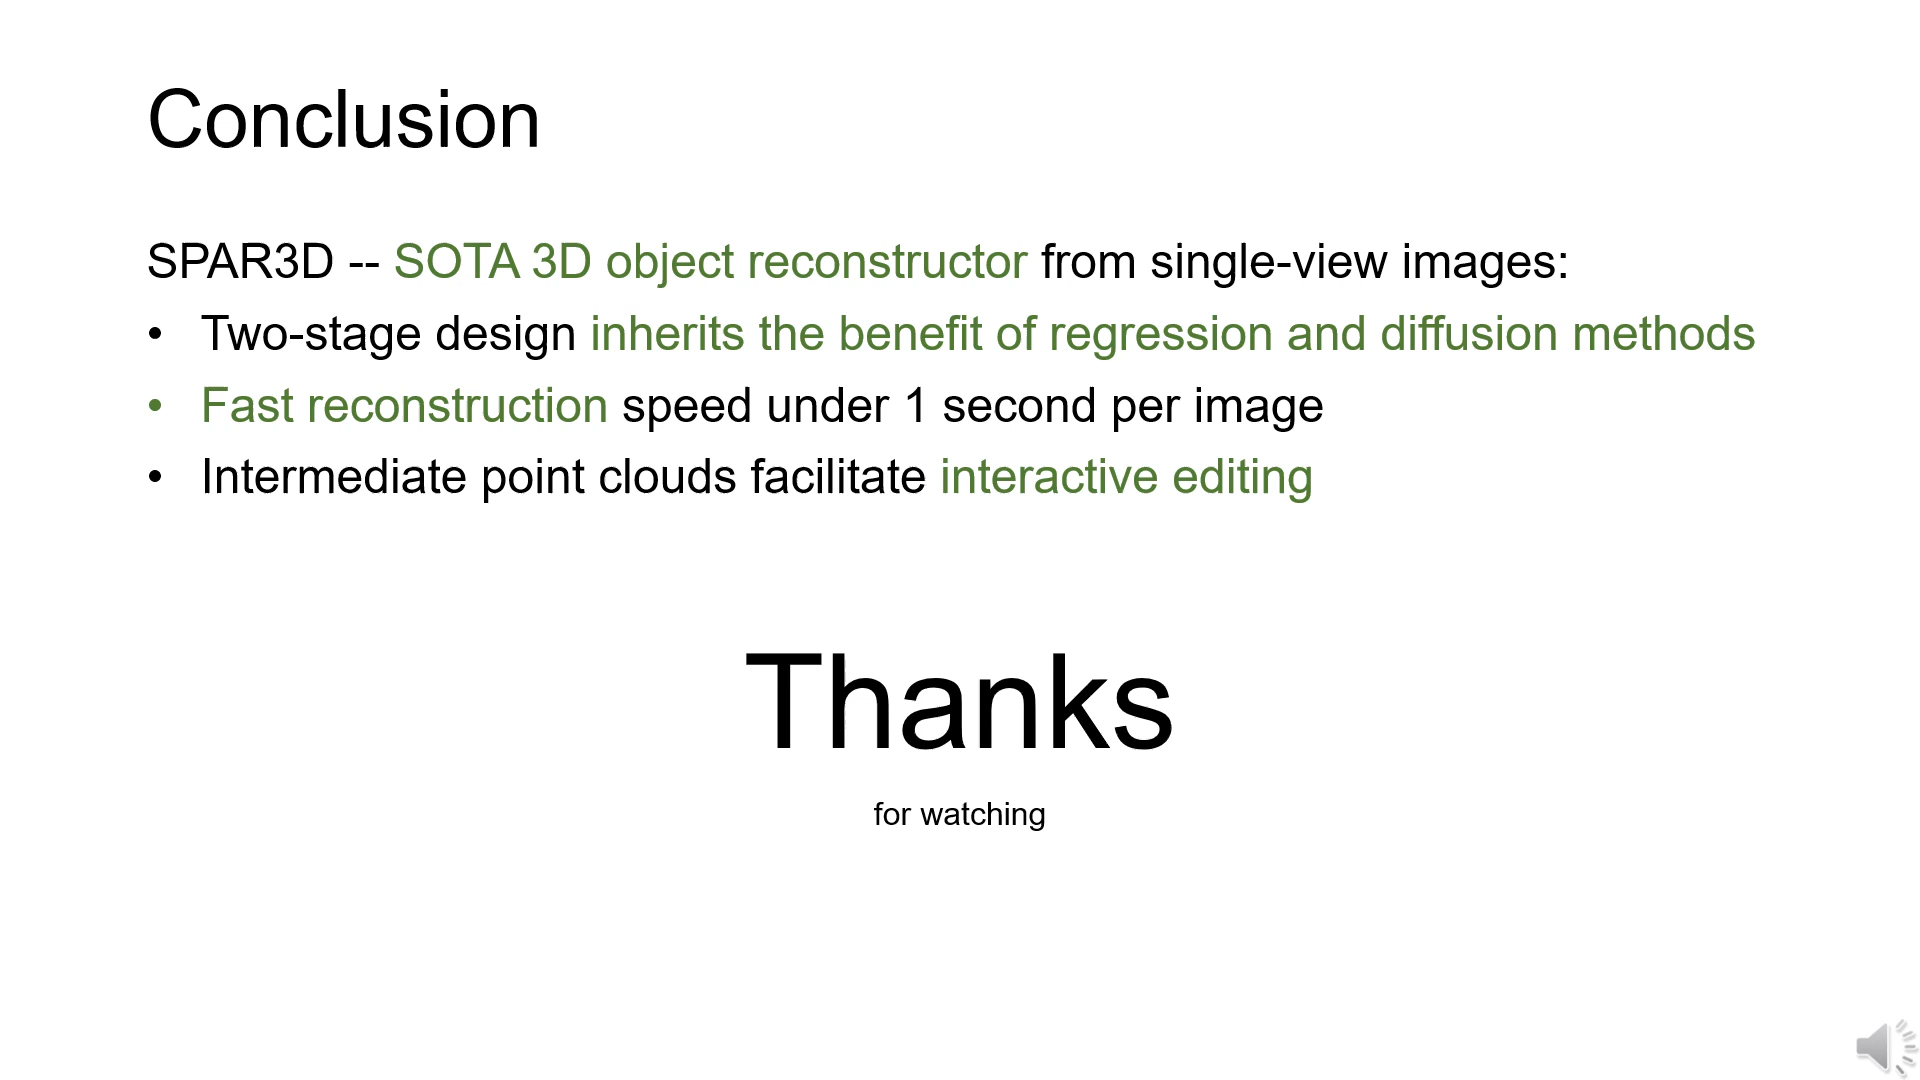 Conclusion
SPAR3D -- SOTA 3D object reconstructor from single-view images:
• Two-stage design inherits the benefit of regression and diffusion methods
• Fast reconstruction speed under 1 second per image
• Intermediate point clouds facilitate interactive editing
Thanks
for watching